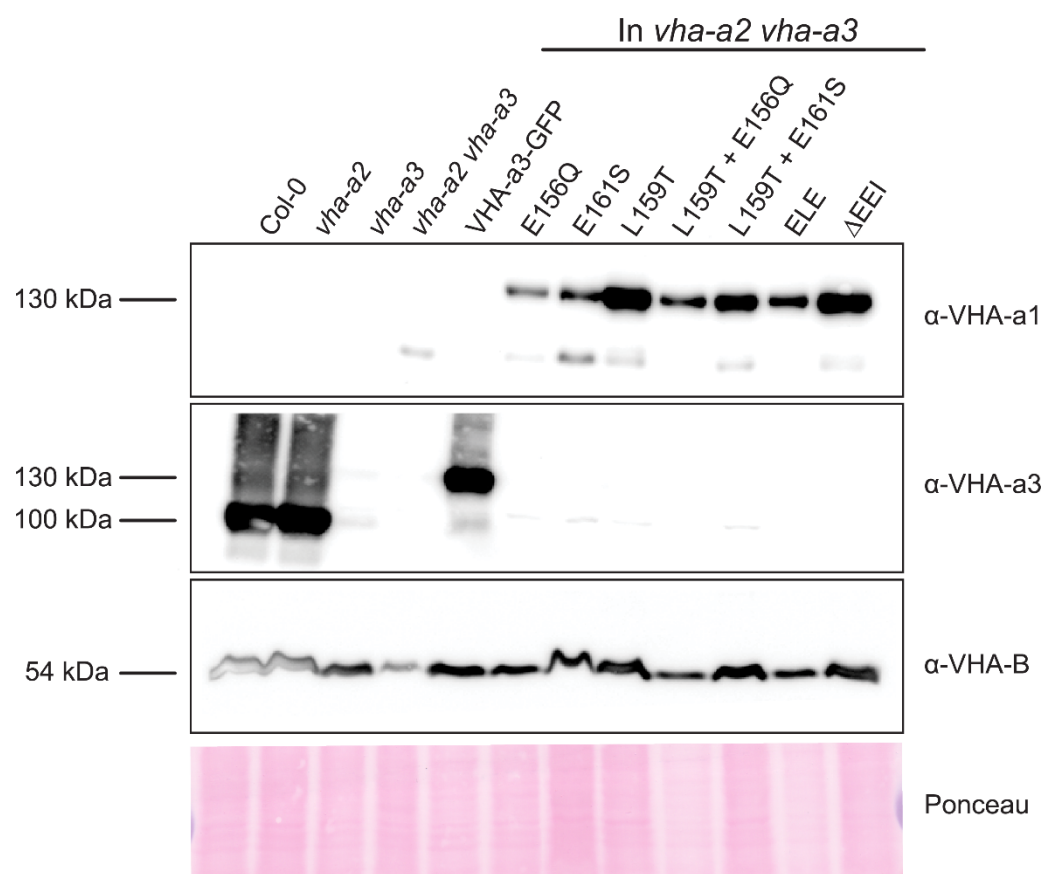 In vha-a2 vha-a3
Col-0
vha-a2
vha-a3
vha-a2 vha-a3
VHA-a3-GFP
E156Q
E161S
L159T
L159T + E156Q
L159T + E161S
ELE
ΔEEI
130 kDa
α-VHA-a1
130 kDa
100 kDa
α-VHA-a3
54 kDa
α-VHA-B
Ponceau